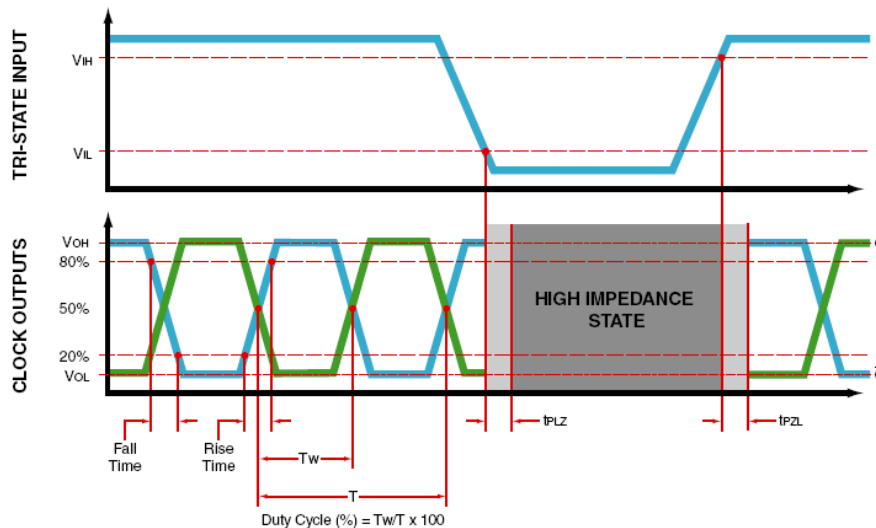 TRI-STATE INPUT
VIH
VIL
CLOCK OUTPUTS
VOH
80%
50%
20%
VOL
HIGH IMPEDANCE
STATE
Fall
Time
Rise
Time
Tw
T
tPLZ
tPZL
Duty Cycle (%) = Tw/T x 100